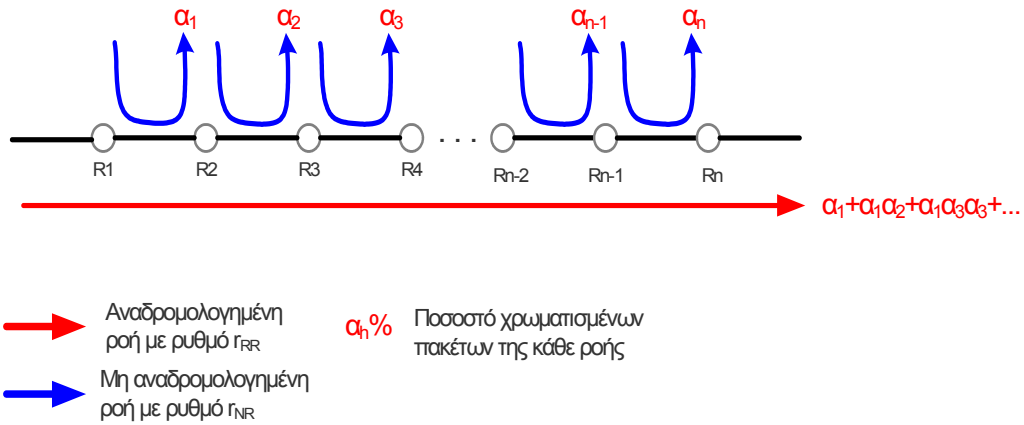 α1 α2 α3 αn-1 αn
. . .
R1 R2 R3 R4 Rn-2 Rn-1 Rn
α1+α1α2+α1α3α3+...
Αναδρομολογημένη
ροή με ρυθμό rRR
αh% Ποσοστό χρωματισμένων
πακέτων της κάθε ροής
Μη αναδρομολογημένη
ροή με ρυθμό rNR